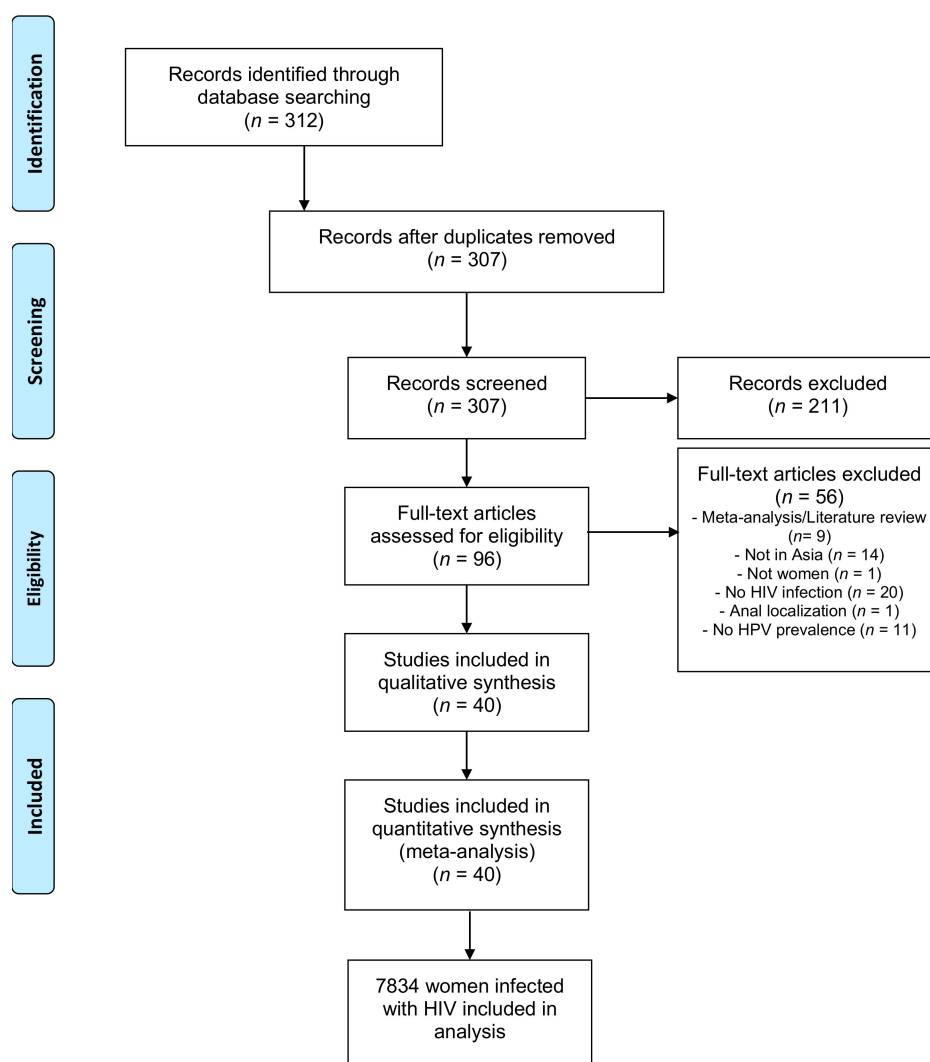 Identification
Records identified through
database searching
(n = 312)
Records after duplicates removed
(n = 307)
Screening
Records screened
(n = 307)
Records excluded
(n = 211)
Eligibility
Full-text articles
assessed for eligibility
(n = 96)
Full-text articles excluded
(n = 56)
- Meta-analysis/Literature review
(n= 9)
- Not in Asia (n = 14)
- Not women (n = 1)
- No HIV infection (n = 20)
- Anal localization (n = 1)
- No HPV prevalence (n = 11)
Studies included in
qualitative synthesis
(n = 40)
Included
Studies included in
quantitative synthesis
(meta-analysis)
(n = 40)
7834 women infected
with HIV included in
analysis